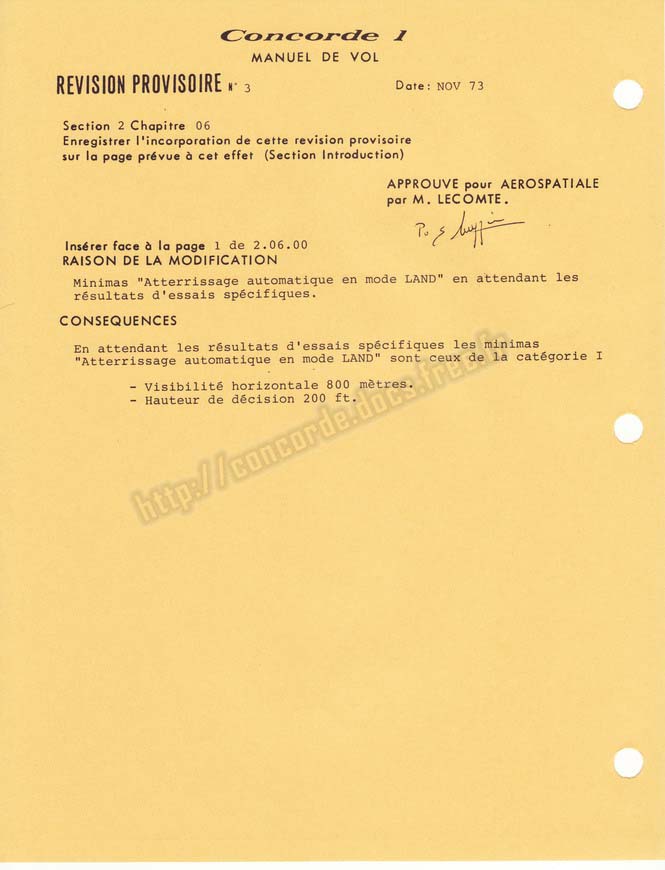 Concorde 1
MANUEL DE VOL
REVISION PROVISOIRE N° 3 Date: NOV 73
Section 2 Chapitre 06
Enregistrer l'incorporation de cette revision provisoire
sur la page prévue à cet effet (Section Introduction)
APPROUVE pour AEROSPATIALE
par M. LECOMTE.
Insérer face à la page 1 de 2.06.00
RAISON DE LA MODIFICATION
Minimas "Atterrissage automatique en mode LAND" en attendant les
résultats d'essais spécifiques.
CONSEQUENCES
En attendant les résultats d'essais spécifiques les minimas
"Atterrissage automatique en mode LAND" sont ceux de la catégorie I
- Visibilité horizontale 800 mètres.
- Hauteur de décision 200 ft.
http://concorde.docs.free.fr